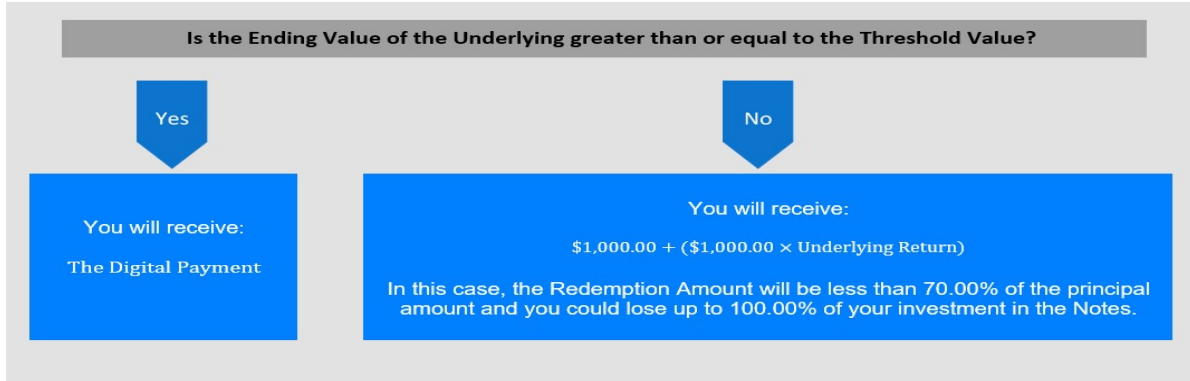 Is the Ending Value of the Underlying greater than or equal to the Threshold Value?
Yes
No
You will receive:
The Digital Payment
You will receive:
$1,000.00 + ($1,000.00 × Underlying Return)
In this case, the Redemption Amount will be less than 70.00% of the principal
amount and you could lose up to 100.00% of your investment in the Notes.